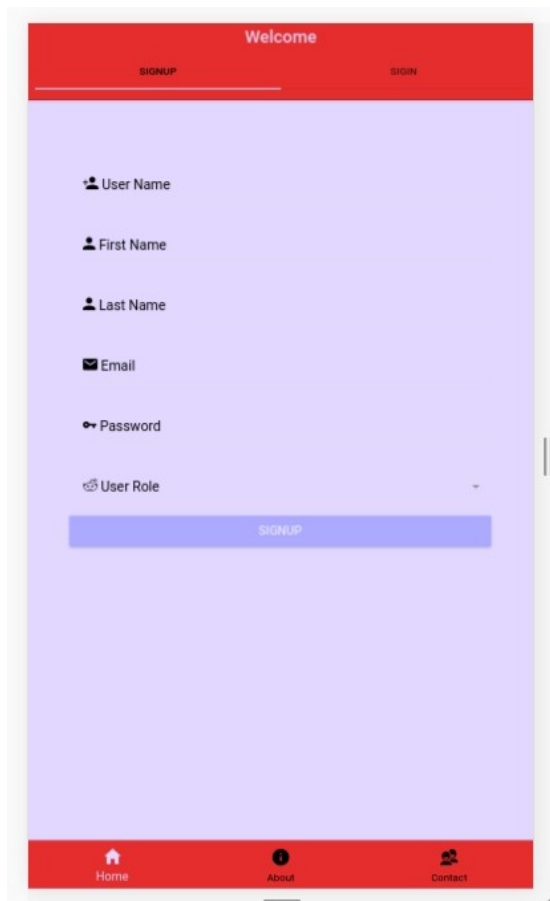 Welcome
SIGNUP SIGIN
User Name
First Name
Last Name
Email
Password
User Role
SIGNUP
Home About Contact